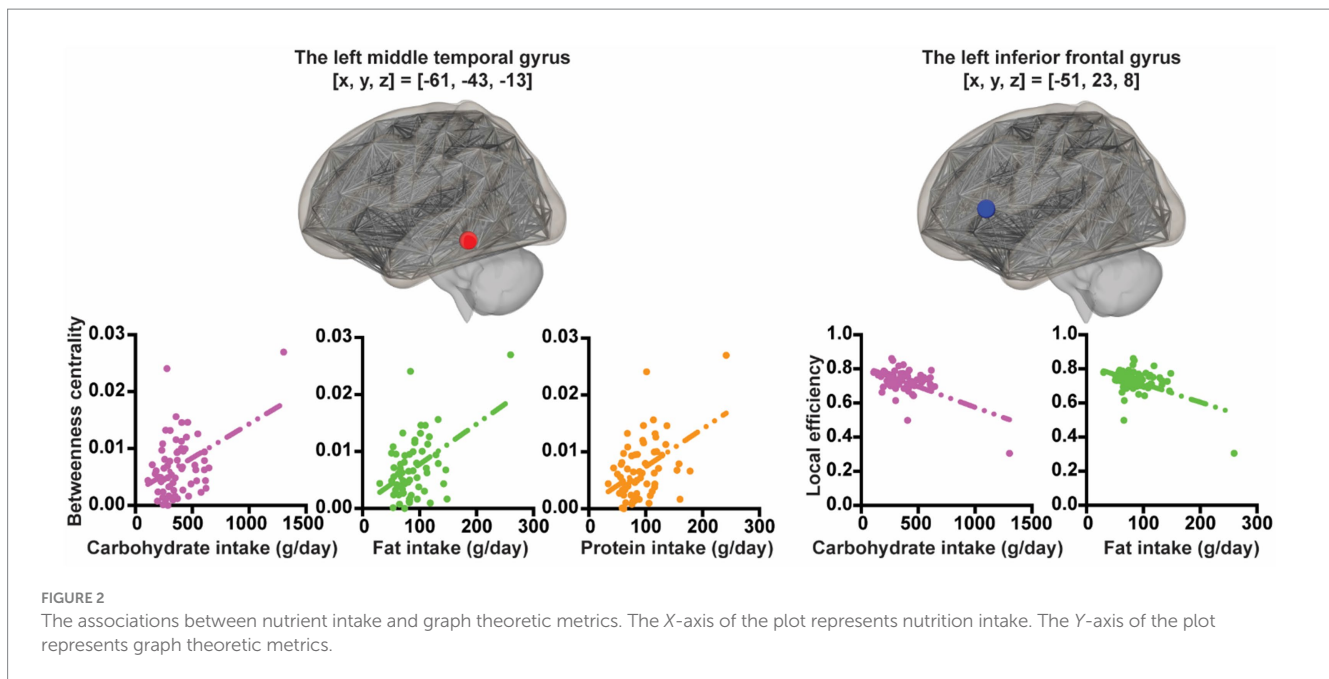 The left middle temporal gyrus
[x, y, z] = [-61, -43, -13]
The left inferior frontal gyrus
[x, y, z] = [-51, 23, 8]
Betweenness centrality
0.03
0.02
0.01
0.00
0 500 1000 1500
Carbohydrate intake (g/day)
0.03
0.02
0.01
0.00
0 100 200 300
Fat intake (g/day)
0.03
0.02
0.01
0.00
0 100 200 300
Protein intake (g/day)
Local efficiency
1.0
0.8
0.6
0.4
0.2
0.0
0 500 1000 1500
Carbohydrate intake (g/day)
1.0
0.8
0.6
0.4
0.2
0.0
0 100 200 300
Fat intake (g/day)
FIGURE 2
The associations between nutrient intake and graph theoretic metrics. The X-axis of the plot represents nutrition intake. The Y-axis of the plot
represents graph theoretic metrics.